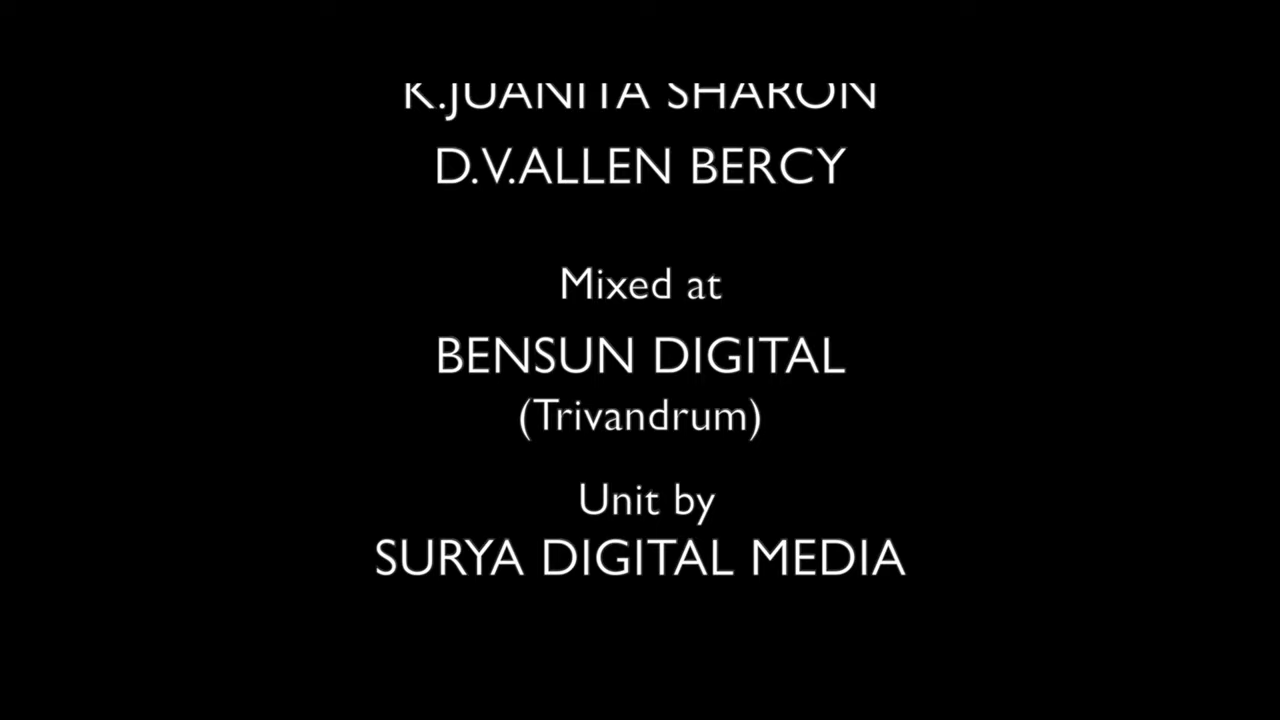 K.JUANITA SHARON
D.V.ALLEN BERCY
Mixed at
BENSUN DIGITAL
(Trivandrum)
Unit by
SURYA DIGITAL MEDIA